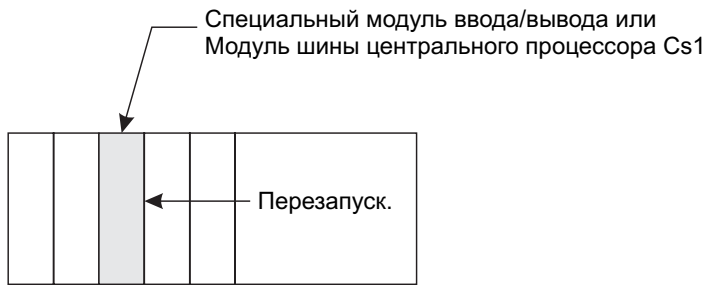 Специальный модуль ввода/вывода или
Модуль шины центрального процессора Cs1
Перезапуск.